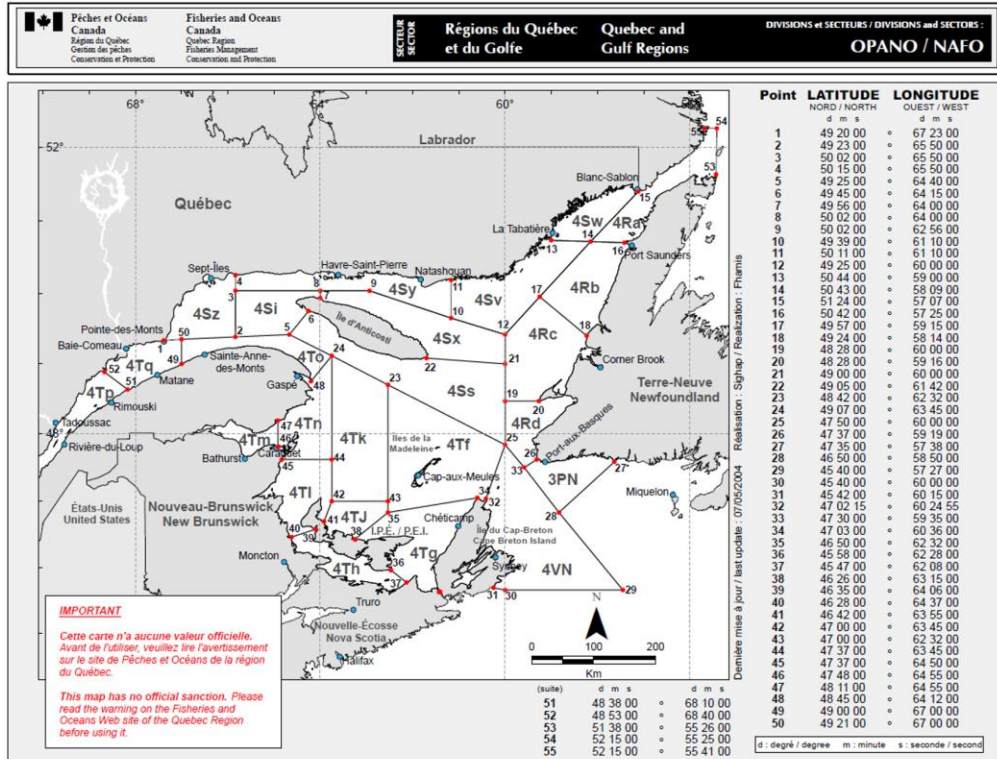 Pêches et Océans
Canada
Région du Québec
Gestion des pêches
Conservation et Protection
Fisheries and Oceans
Canada
Quebec Region
Fisheries Management
Conservation and Protection
SECTEUR
SECTOR
Régions du Québec
et du Golfe
Quebec and
Gulf Regions
DIVISIONS et SECTEURS / DIVISIONS and SECTORS :
OPANO / NAFO
68°
64
60
52°
48°
Labrador
Québec
Blanc-Sablon
La Tabatière
Port Saunders
Sept-Îles
Havre-Saint-Pierre
Natashquan
Île d'Anticosti
Pointe-des-Monts
Baie-Comeau
Sainte-Anne-
des-Monts
Matane
Gaspé
Rimouski
Tadoussac
Rivière-du-Loup
Corner Brook
Terre-Neuve
Newfoundland
Port-aux-Basques
Caraquet
Bathurst
Îles de la
Madeleine
Cap-aux-Meules
Miquelon
États-Unis
United States
Nouveau-Brunswick
New Brunswick
Chéticamp
Île du Cap-Breton
Cape Breton Island
I.P.É. / P.E.I.
Sydney
Moncton
Truro
Nouvelle-Écosse
Nova Scotia
Halifax
4Sw
4Ra
4Rb
4Sz
4Si
4Sy
4Sv
4Sx
4Rc
4Tq
4Tp
4To
4Ss
4Rd
4Tn
4Tm
4Tk
4Tf
3PN
4Tl
4TJ
4Tg
4Th
4VN
N
0 100 200
Km
IMPORTANT
Cette carte n'a aucune valeur officielle.
Avant de l'utiliser, veuillez lire l'avertissement
sur le site de Pêches et Océans de la région
du Québec.
This map has no official sanction. Please
read the warning on the Fisheries and
Oceans Web site of the Quebec Region
before using it.
Dernière mise à jour / last update : 07/05/2004 Réalisation : Sighap / Realization : Fhamis
Point LATITUDE LONGITUDE
NORD / NORTH OUEST / WEST
d m s ° d m s
1 49 20 00 ° 67 23 00
2 49 23 00 ° 65 50 00
3 50 02 00 ° 65 50 00
4 50 15 00 ° 65 50 00
5 49 25 00 ° 64 40 00
6 49 45 00 ° 64 15 00
7 49 56 00 ° 64 00 00
8 50 02 00 ° 64 00 00
9 50 02 00 ° 62 56 00
10 49 39 00 ° 61 10 00
11 50 11 00 ° 61 10 00
12 49 25 00 ° 60 00 00
13 50 44 00 ° 59 00 00
14 50 43 00 ° 58 09 00
15 51 24 00 ° 57 07 00
16 50 42 00 ° 57 25 00
17 49 57 00 ° 59 15 00
18 49 24 00 ° 58 14 00
19 48 28 00 ° 60 00 00
20 48 28 00 ° 59 16 00
21 49 00 00 ° 60 00 00
22 49 05 00 ° 61 42 00
23 48 42 00 ° 62 32 00
24 49 07 00 ° 63 45 00
25 47 50 00 ° 60 00 00
26 47 37 00 ° 59 19 00
27 47 35 00 ° 57 38 00
28 46 50 00 ° 58 50 00
29 45 40 00 ° 57 27 00
30 45 40 00 ° 60 00 00
31 45 42 00 ° 60 15 00
32 47 02 15 ° 60 24 55
33 47 30 00 ° 59 35 00
34 47 03 00 ° 60 36 00
35 46 50 00 ° 62 32 00
36 45 58 00 ° 62 28 00
37 45 47 00 ° 62 08 00
38 46 26 00 ° 63 15 00
39 46 35 00 ° 64 06 00
40 46 28 00 ° 64 37 00
41 46 42 00 ° 63 55 00
42 47 00 00 ° 63 45 00
43 47 00 00 ° 62 32 00
44 47 37 00 ° 63 45 00
45 47 37 00 ° 64 50 00
46 47 48 00 ° 64 55 00
47 48 11 00 ° 64 55 00
48 48 45 00 ° 64 12 00
49 49 00 00 ° 67 00 00
50 49 21 00 ° 67 00 00
(suite) d m s d m s
51 48 38 00 ° 68 10 00
52 48 53 00 ° 68 40 00
53 51 38 00 ° 55 26 00
54 52 15 00 ° 55 25 00
55 52 15 00 ° 55 41 00
d : degré / degree m : minute s : seconde / second